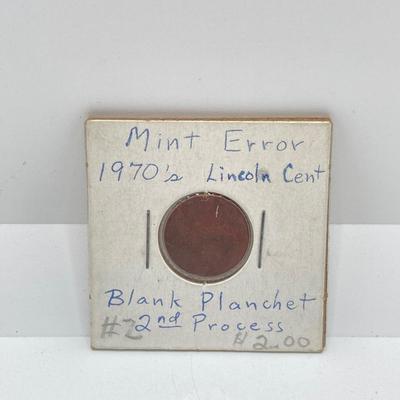 Mint Error
1970's Lincoln Cent
Blank Planchet
#2 2nd Process
$2.00